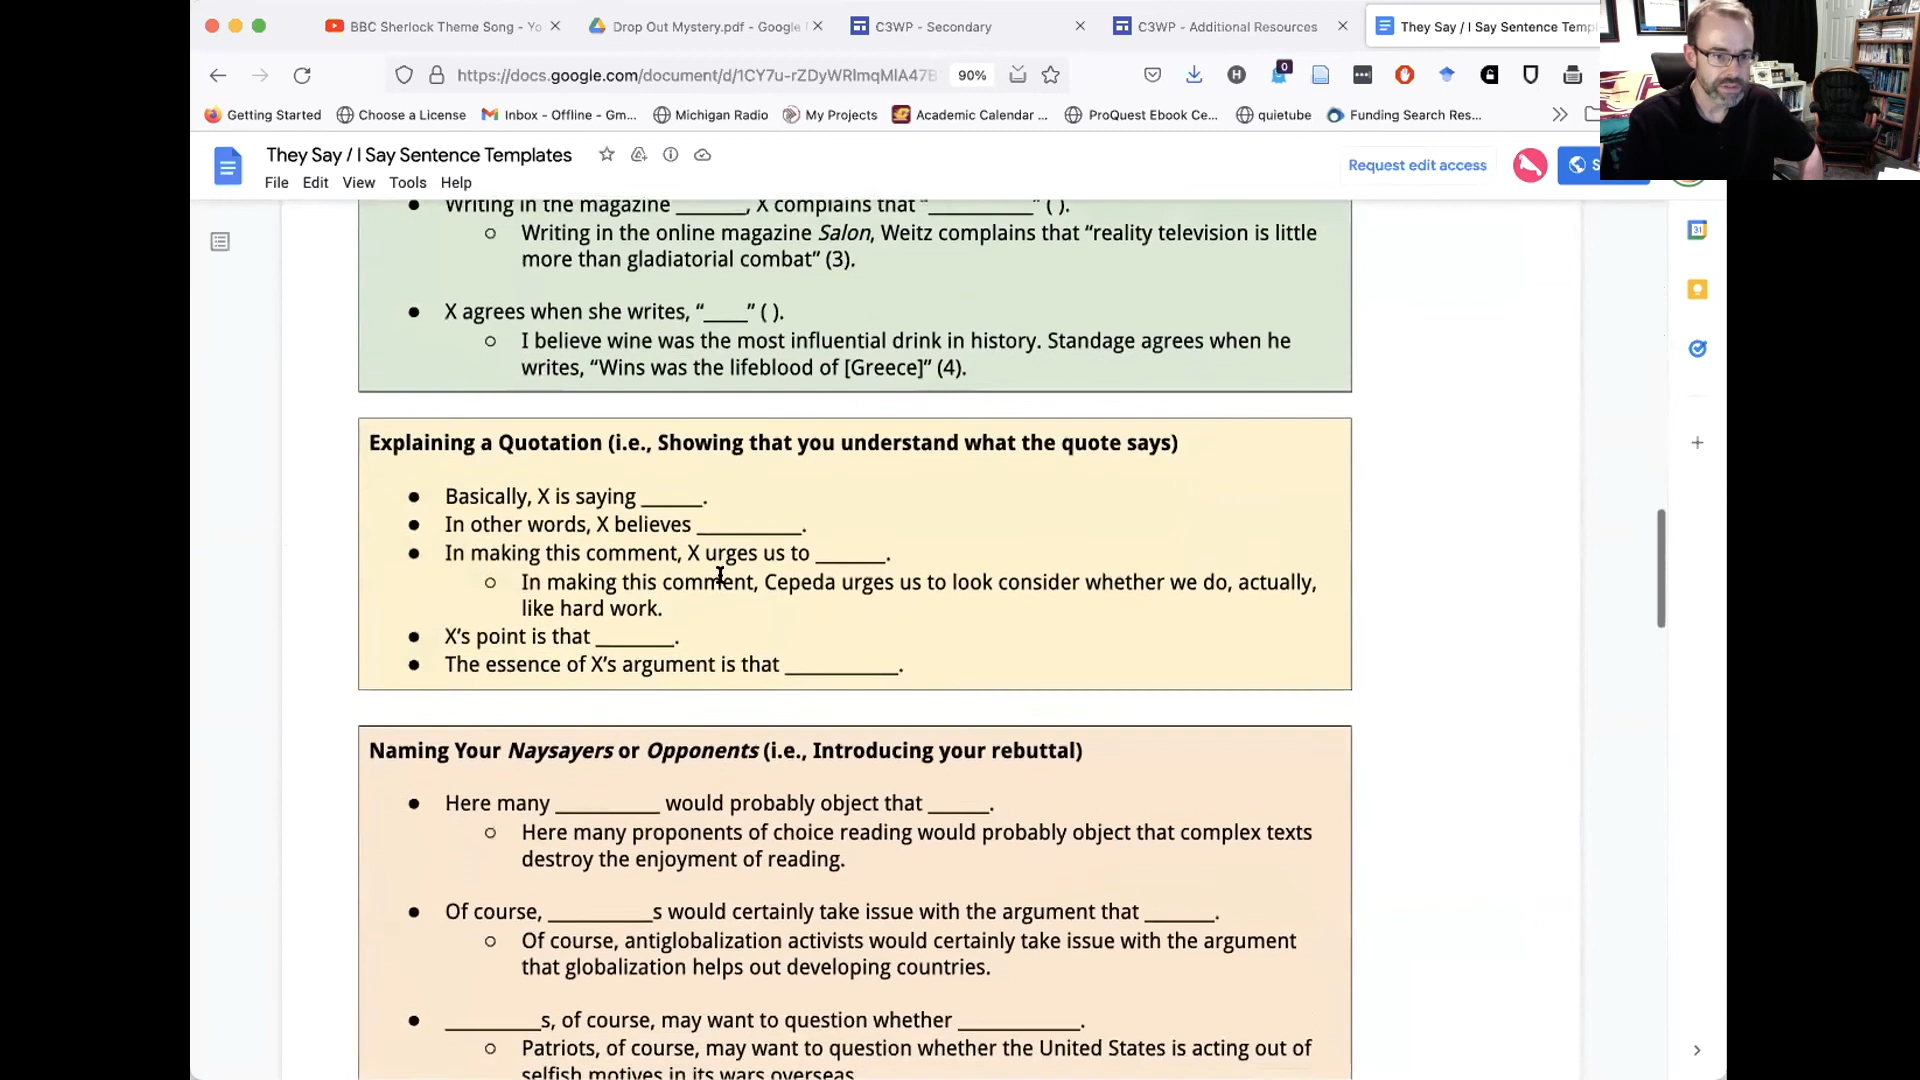 BBC Sherlock Theme Song - Yo
Drop Out Mystery.pdf - Google
C3WP - Secondary
C3WP - Additional Resources
They Say / I Say Sentence Temp
https://docs.google.com/document/d/1CY7u-rZDyWRlmqMIA47B
90%
0
Getting Started
Choose a License
Inbox - Offline - Gm...
Michigan Radio
My Projects
Academic Calendar ...
ProQuest Ebook Ce...
quietube
Funding Search Res...
They Say / I Say Sentence Templates
File Edit View Tools Help
Request edit access
31
Writing in the magazine _______, X complains that “___________” ( ).
Writing in the online magazine Salon, Weitz complains that “reality television is little
more than gladiatorial combat” (3).
X agrees when she writes, “____” ( ).
I believe wine was the most influential drink in history. Standage agrees when he
writes, “Wins was the lifeblood of [Greece]” (4).
Explaining a Quotation (i.e., Showing that you understand what the quote says)
Basically, X is saying ______.
In other words, X believes __________.
In making this comment, X urges us to _______.
In making this comment, Cepeda urges us to look consider whether we do, actually,
like hard work.
X’s point is that ________.
The essence of X’s argument is that ___________.
Naming Your Naysayers or Opponents (i.e., Introducing your rebuttal)
Here many __________ would probably object that ______.
Here many proponents of choice reading would probably object that complex texts
destroy the enjoyment of reading.
Of course, __________s would certainly take issue with the argument that _______.
Of course, antiglobalization activists would certainly take issue with the argument
that globalization helps out developing countries.
__________s, of course, may want to question whether ____________.
Patriots, of course, may want to question whether the United States is acting out of
selfish motives in its wars overseas